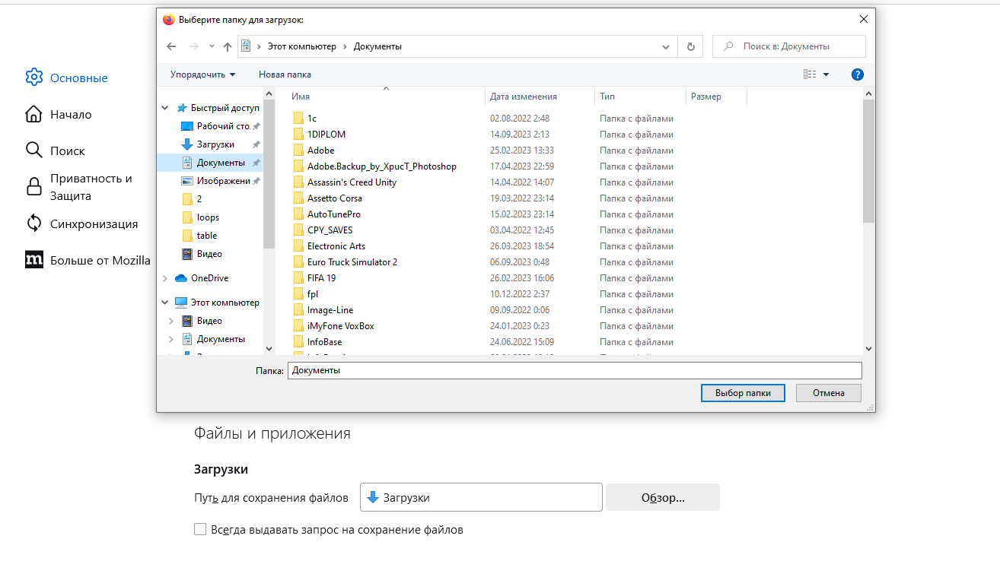 Выберите папку для загрузок:
Этот компьютер
Документы
Поиск в: Документы
Упорядочить
Новая папка
?
Основные
Начало
Поиск
Приватность и
Защита
Синхронизация
m Больше от Mozilla
Быстрый доступ
Рабочий сто.
Загрузки
Документы
Изображени
2
loops
table
Видео
OneDrive
Этот компьютер
Видео
Документы
Имя Дата изменения Тип Размер
1c 02.08.2022 2:48 Папка с файлами
1DIPLOM 14.09.2023 2:13 Папка с файлами
Adobe 25.02.2023 13:33 Папка с файлами
Adobe.Backup_by_XpucT_Photoshop 17.04.2023 22:59 Папка с файлами
Assassin's Creed Unity 14.04.2022 14:07 Папка с файлами
Assetto Corsa 19.03.2022 23:14 Папка с файлами
AutoTunePro 15.02.2023 23:14 Папка с файлами
CPY_SAVES 03.04.2022 12:45 Папка с файлами
Electronic Arts 26.03.2023 18:54 Папка с файлами
Euro Truck Simulator 2 06.09.2023 0:48 Папка с файлами
FIFA 19 26.02.2023 16:06 Папка с файлами
fpl 10.12.2022 2:37 Папка с файлами
Image-Line 09.09.2022 0:06 Папка с файлами
iMyFone VoxBox 24.01.2023 0:23 Папка с файлами
InfoBase 24.06.2022 15:09 Папка с файлами
Папка: Документы
Выбор папки Отмена
Файлы и приложения
Загрузки
Путь для сохранения файлов Загрузки Обзор...
Всегда выдавать запрос на сохранение файлов